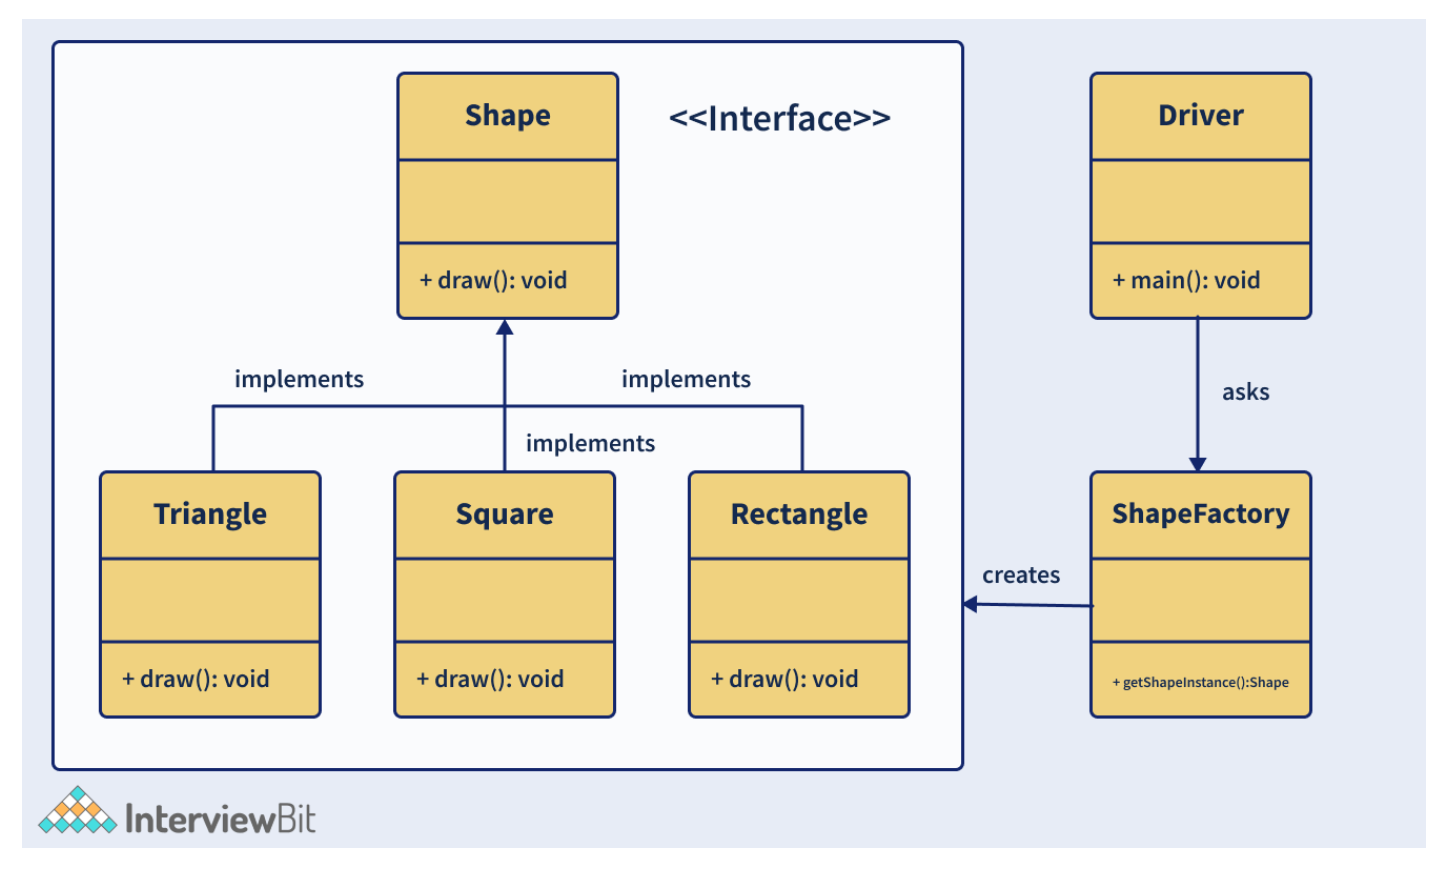 Shape
<<Interface>>
+ draw(): void
Driver
+ main(): void
implements
implements
implements
asks
Triangle
+ draw(): void
Square
+ draw(): void
Rectangle
+ draw(): void
creates
ShapeFactory
+ getShapeInstance():Shape
InterviewBit